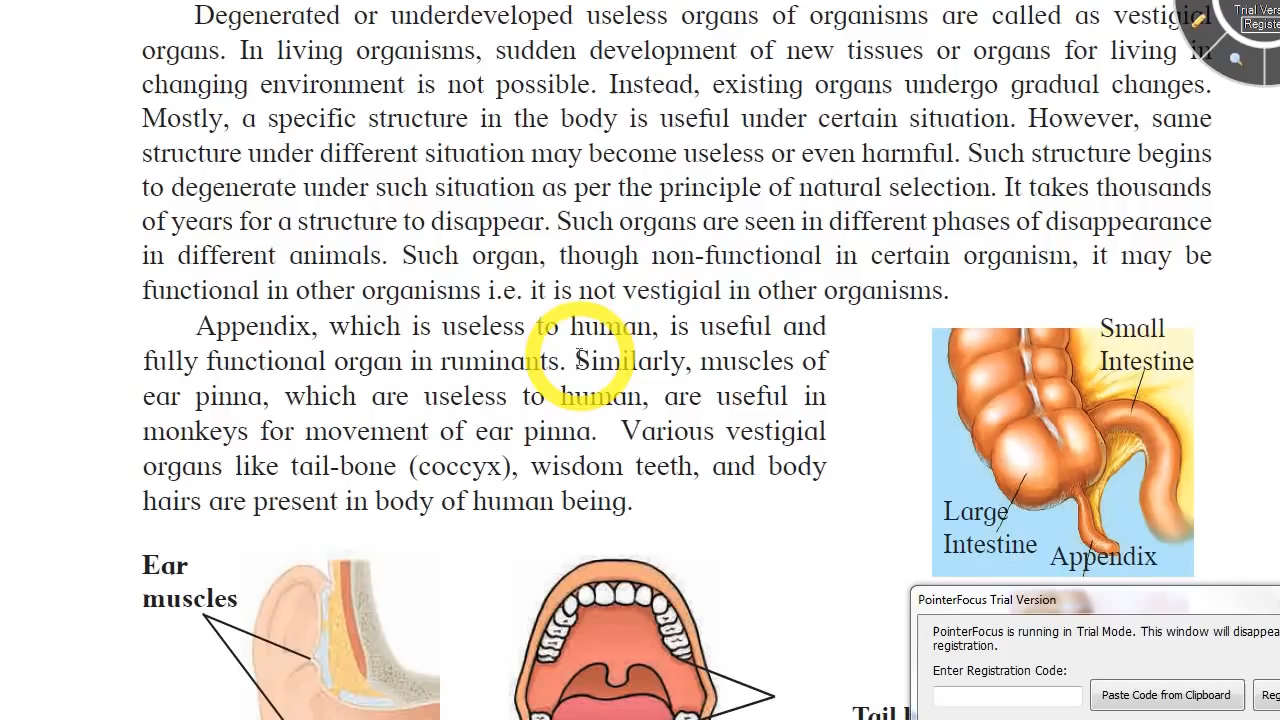 Degenerated or underdeveloped useless organs of organisms are called as vestigial
organs. In living organisms, sudden development of new tissues or organs for living in
changing environment is not possible. Instead, existing organs undergo gradual changes.
Mostly, a specific structure in the body is useful under certain situation. However, same
structure under different situation may become useless or even harmful. Such structure begins
to degenerate under such situation as per the principle of natural selection. It takes thousands
of years for a structure to disappear. Such organs are seen in different phases of disappearance
in different animals. Such organ, though non-functional in certain organism, it may be
functional in other organisms i.e. it is not vestigial in other organisms.
Appendix, which is useless to human, is useful and
fully functional organ in ruminants. Similarly, muscles of
ear pinna, which are useless to human, are useful in
monkeys for movement of ear pinna. Various vestigial
organs like tail-bone (coccyx), wisdom teeth, and body
hairs are present in body of human being.
Small
Intestine
Large
Intestine
Appendix
Ear
muscles
Tail
Trial
PointerFocus Trial Version
PointerFocus is running in Trial Mode. This window will
registration.
Enter Registration Code:
Paste Code from Clipboard